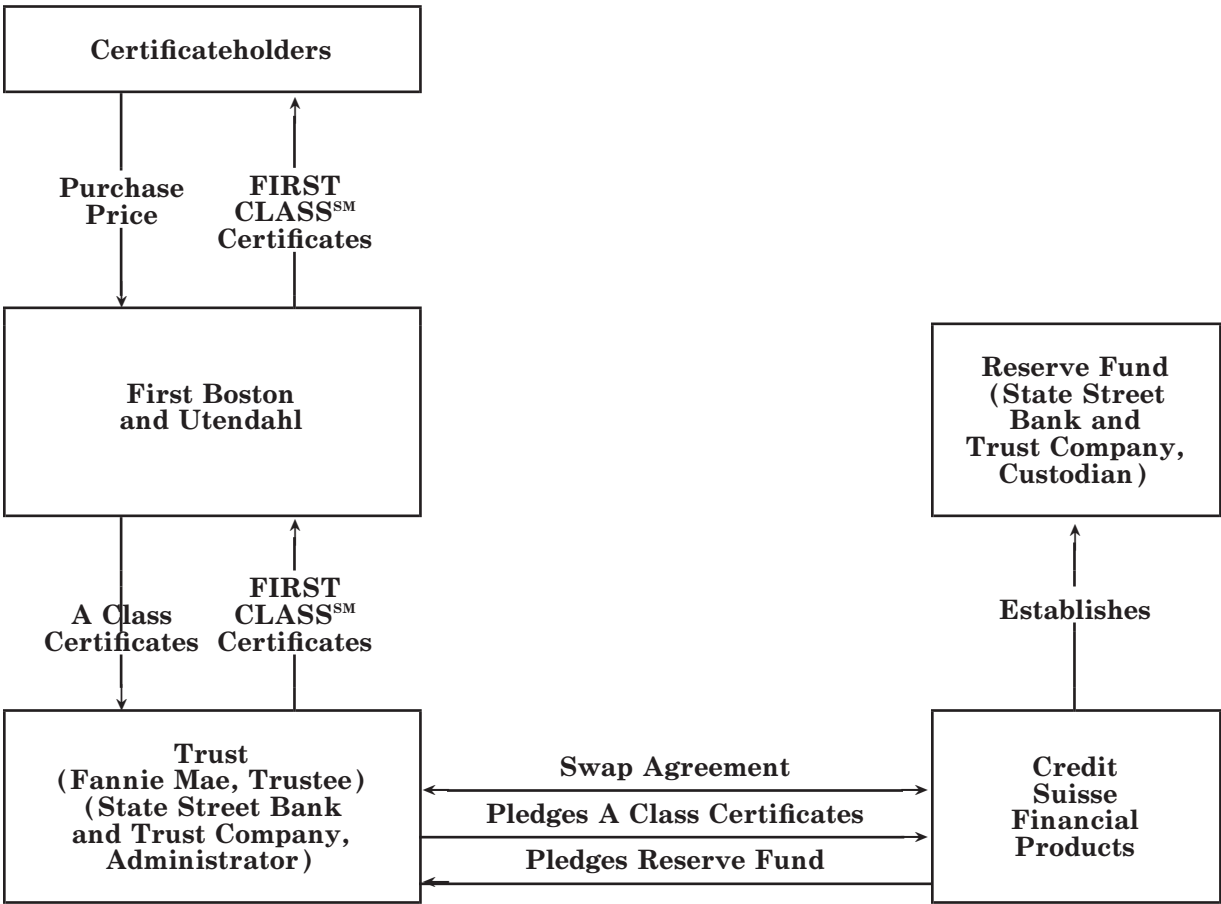 Certificateholders
Purchase
Price
FIRST
CLASS℠
Certificates
First Boston
and Utendahl
Reserve Fund
(State Street
Bank and
Trust Company,
Custodian)
A Class
Certificates
FIRST
CLASS℠
Certificates
Establishes
Trust
(Fannie Mae, Trustee)
(State Street Bank
and Trust Company,
Administrator)
Swap Agreement
Pledges A Class Certificates
Pledges Reserve Fund
Credit
Suisse
Financial
Products